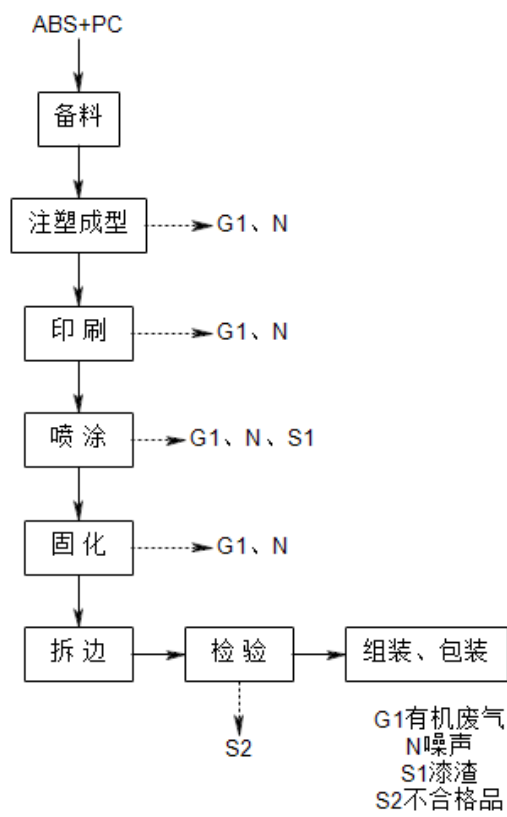 ABS+PC
备料
注塑成型
G1、N
印刷
G1、N
喷涂
G1、N、S1
固化
G1、N
拆边
检验
组装、包装
S2
G1有机废气
N噪声
S1漆渣
S2不合格品